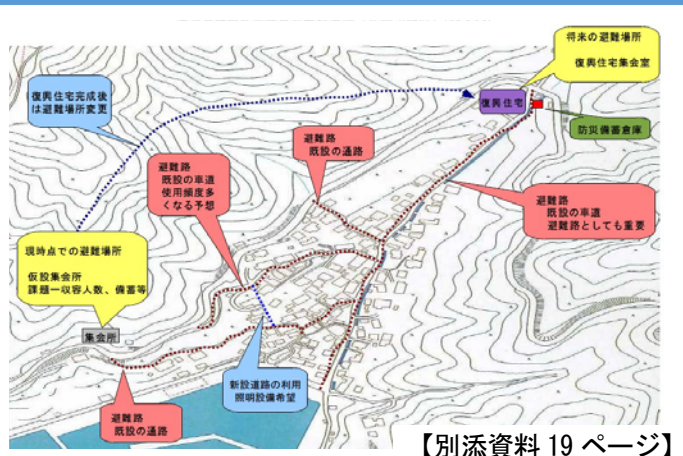 将来の避難場所
復興住宅集会室
復興住宅完成後
は避難場所変更
復興住宅
防災備蓄倉庫
避難路
既設の通路
避難路
既設の車道
使用頻度多
くなる予想
避難路
既設の車道
避難路としても重要
現時点での避難場所
仮設集会所
課題ー収容人数、備蓄等
集会所
新設道路の利用
照明設備希望
避難路
既設の通路
【別添資料 19 ページ】